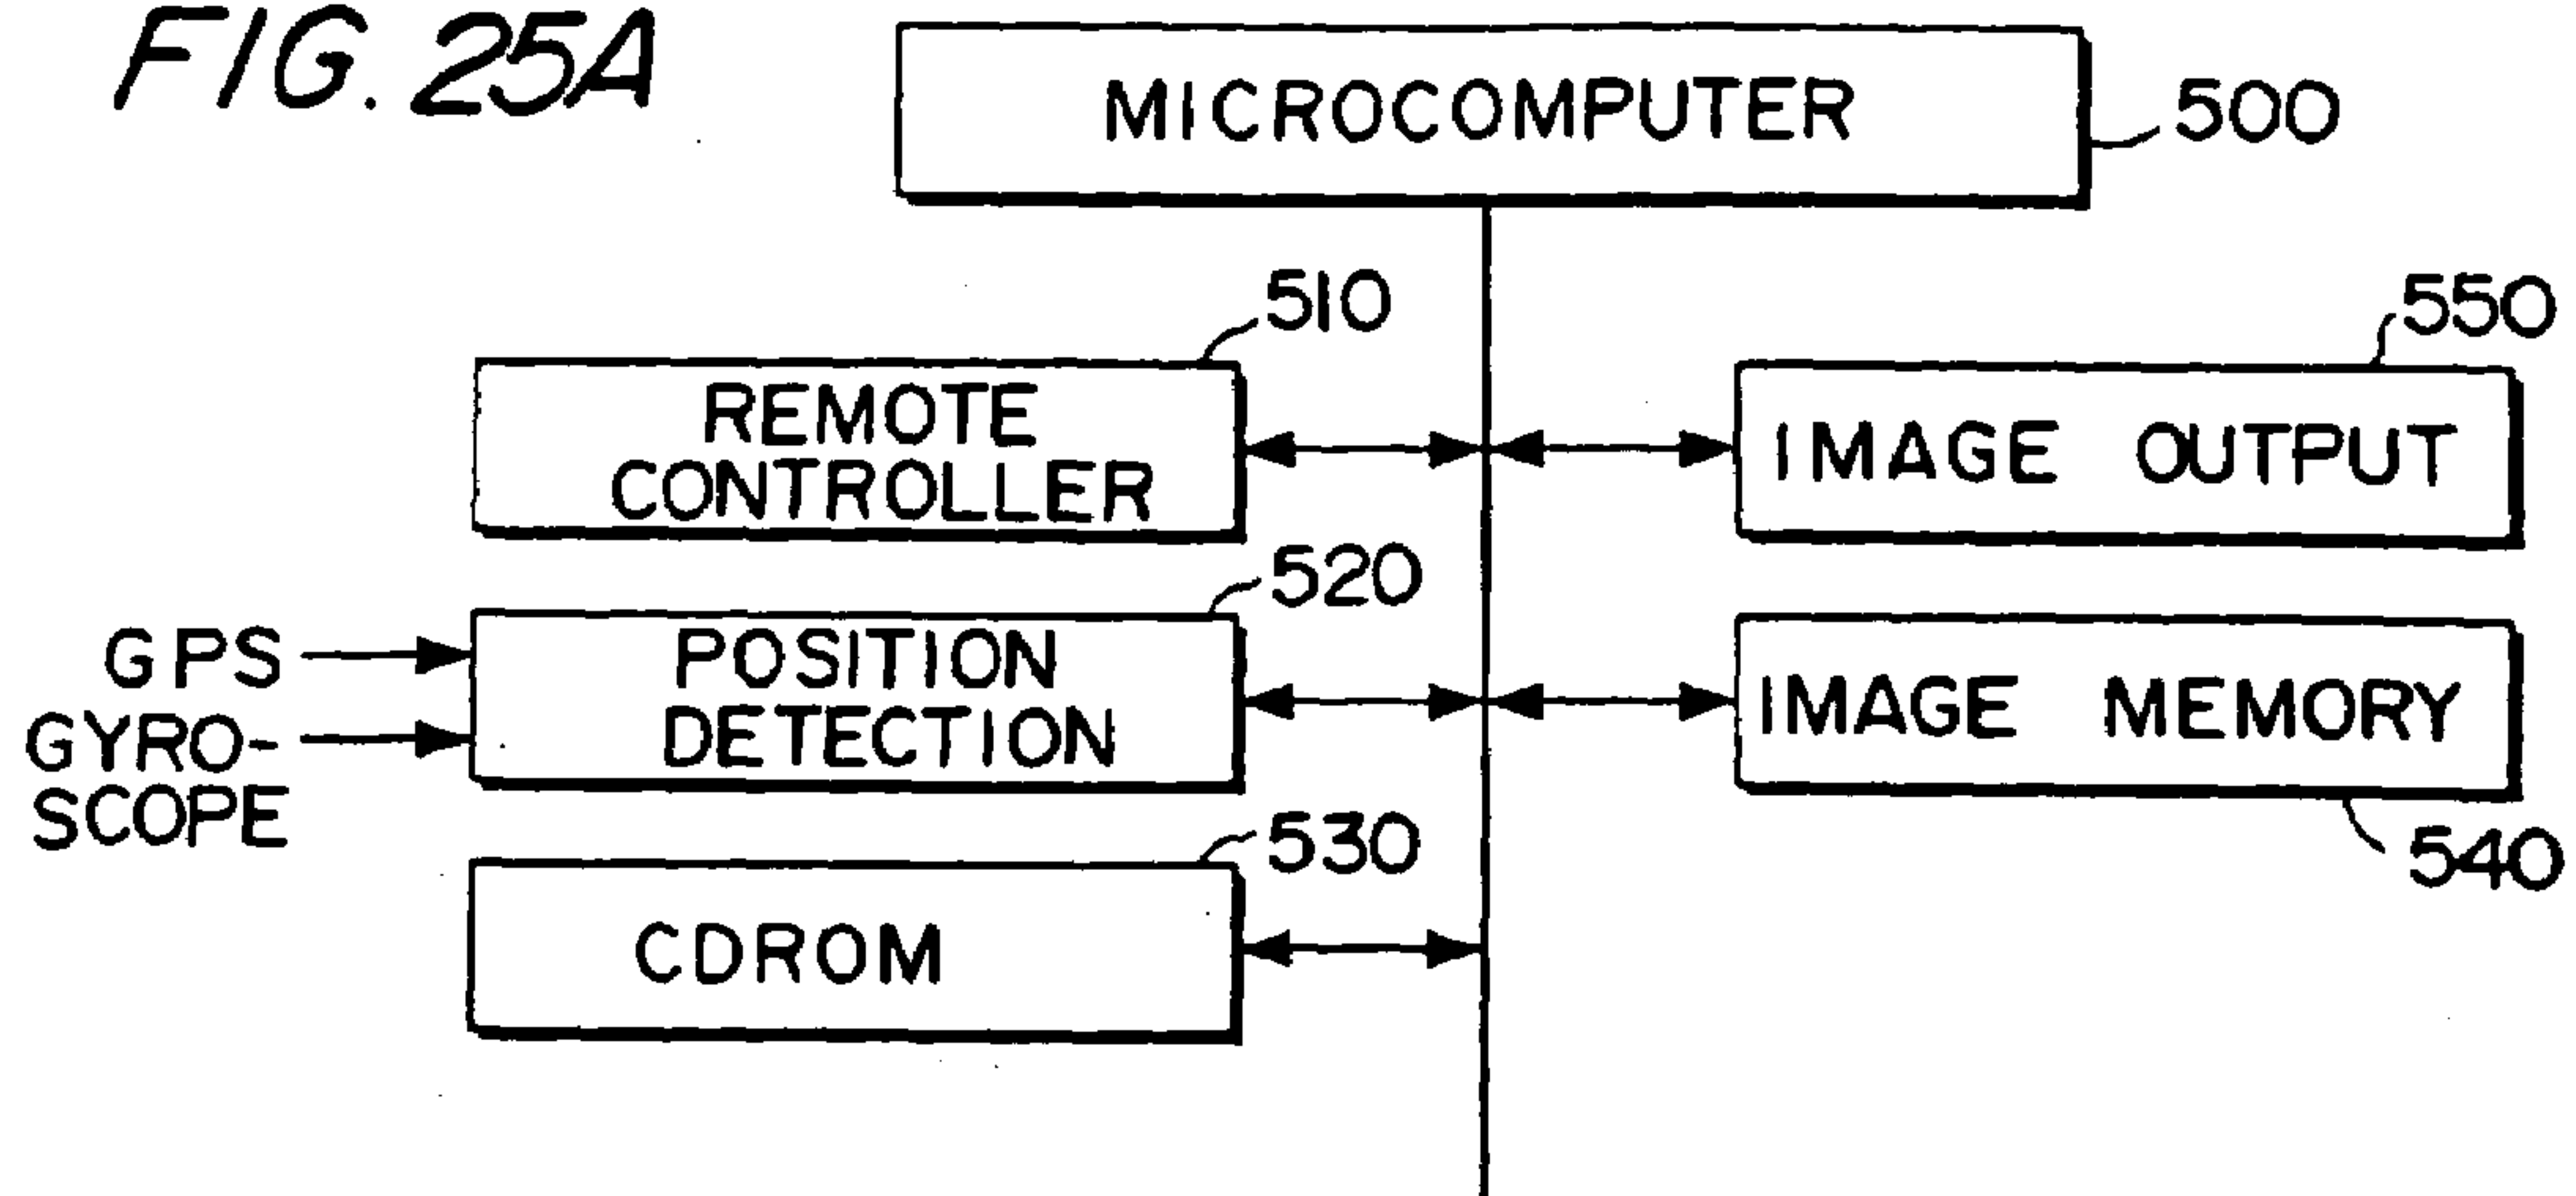 FIG. 25A
MICROCOMPUTER
500
510
REMOTE
CONTROLLER
550
IMAGE OUTPUT
520
GPS
GYRO-
SCOPE
POSITION
DETECTION
IMAGE MEMORY
540
530
CDROM